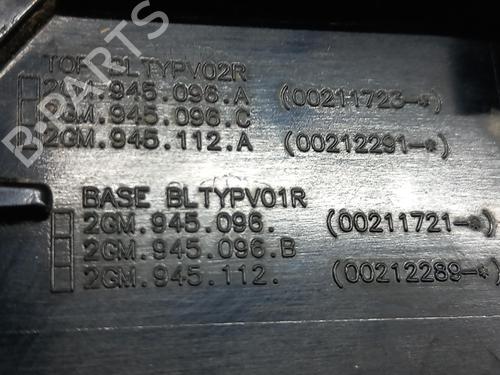 B-PARTS
TOP BLTYPV02R
2GM.945.096.A (00211723-*)
2GM.945.096.C
2GM.945.112.A (00212291-*)
BASE BLTYPV01R
2GM.945.096. (00211721-*)
2GM.945.096.B
2GM.945.112. (00212289-*)